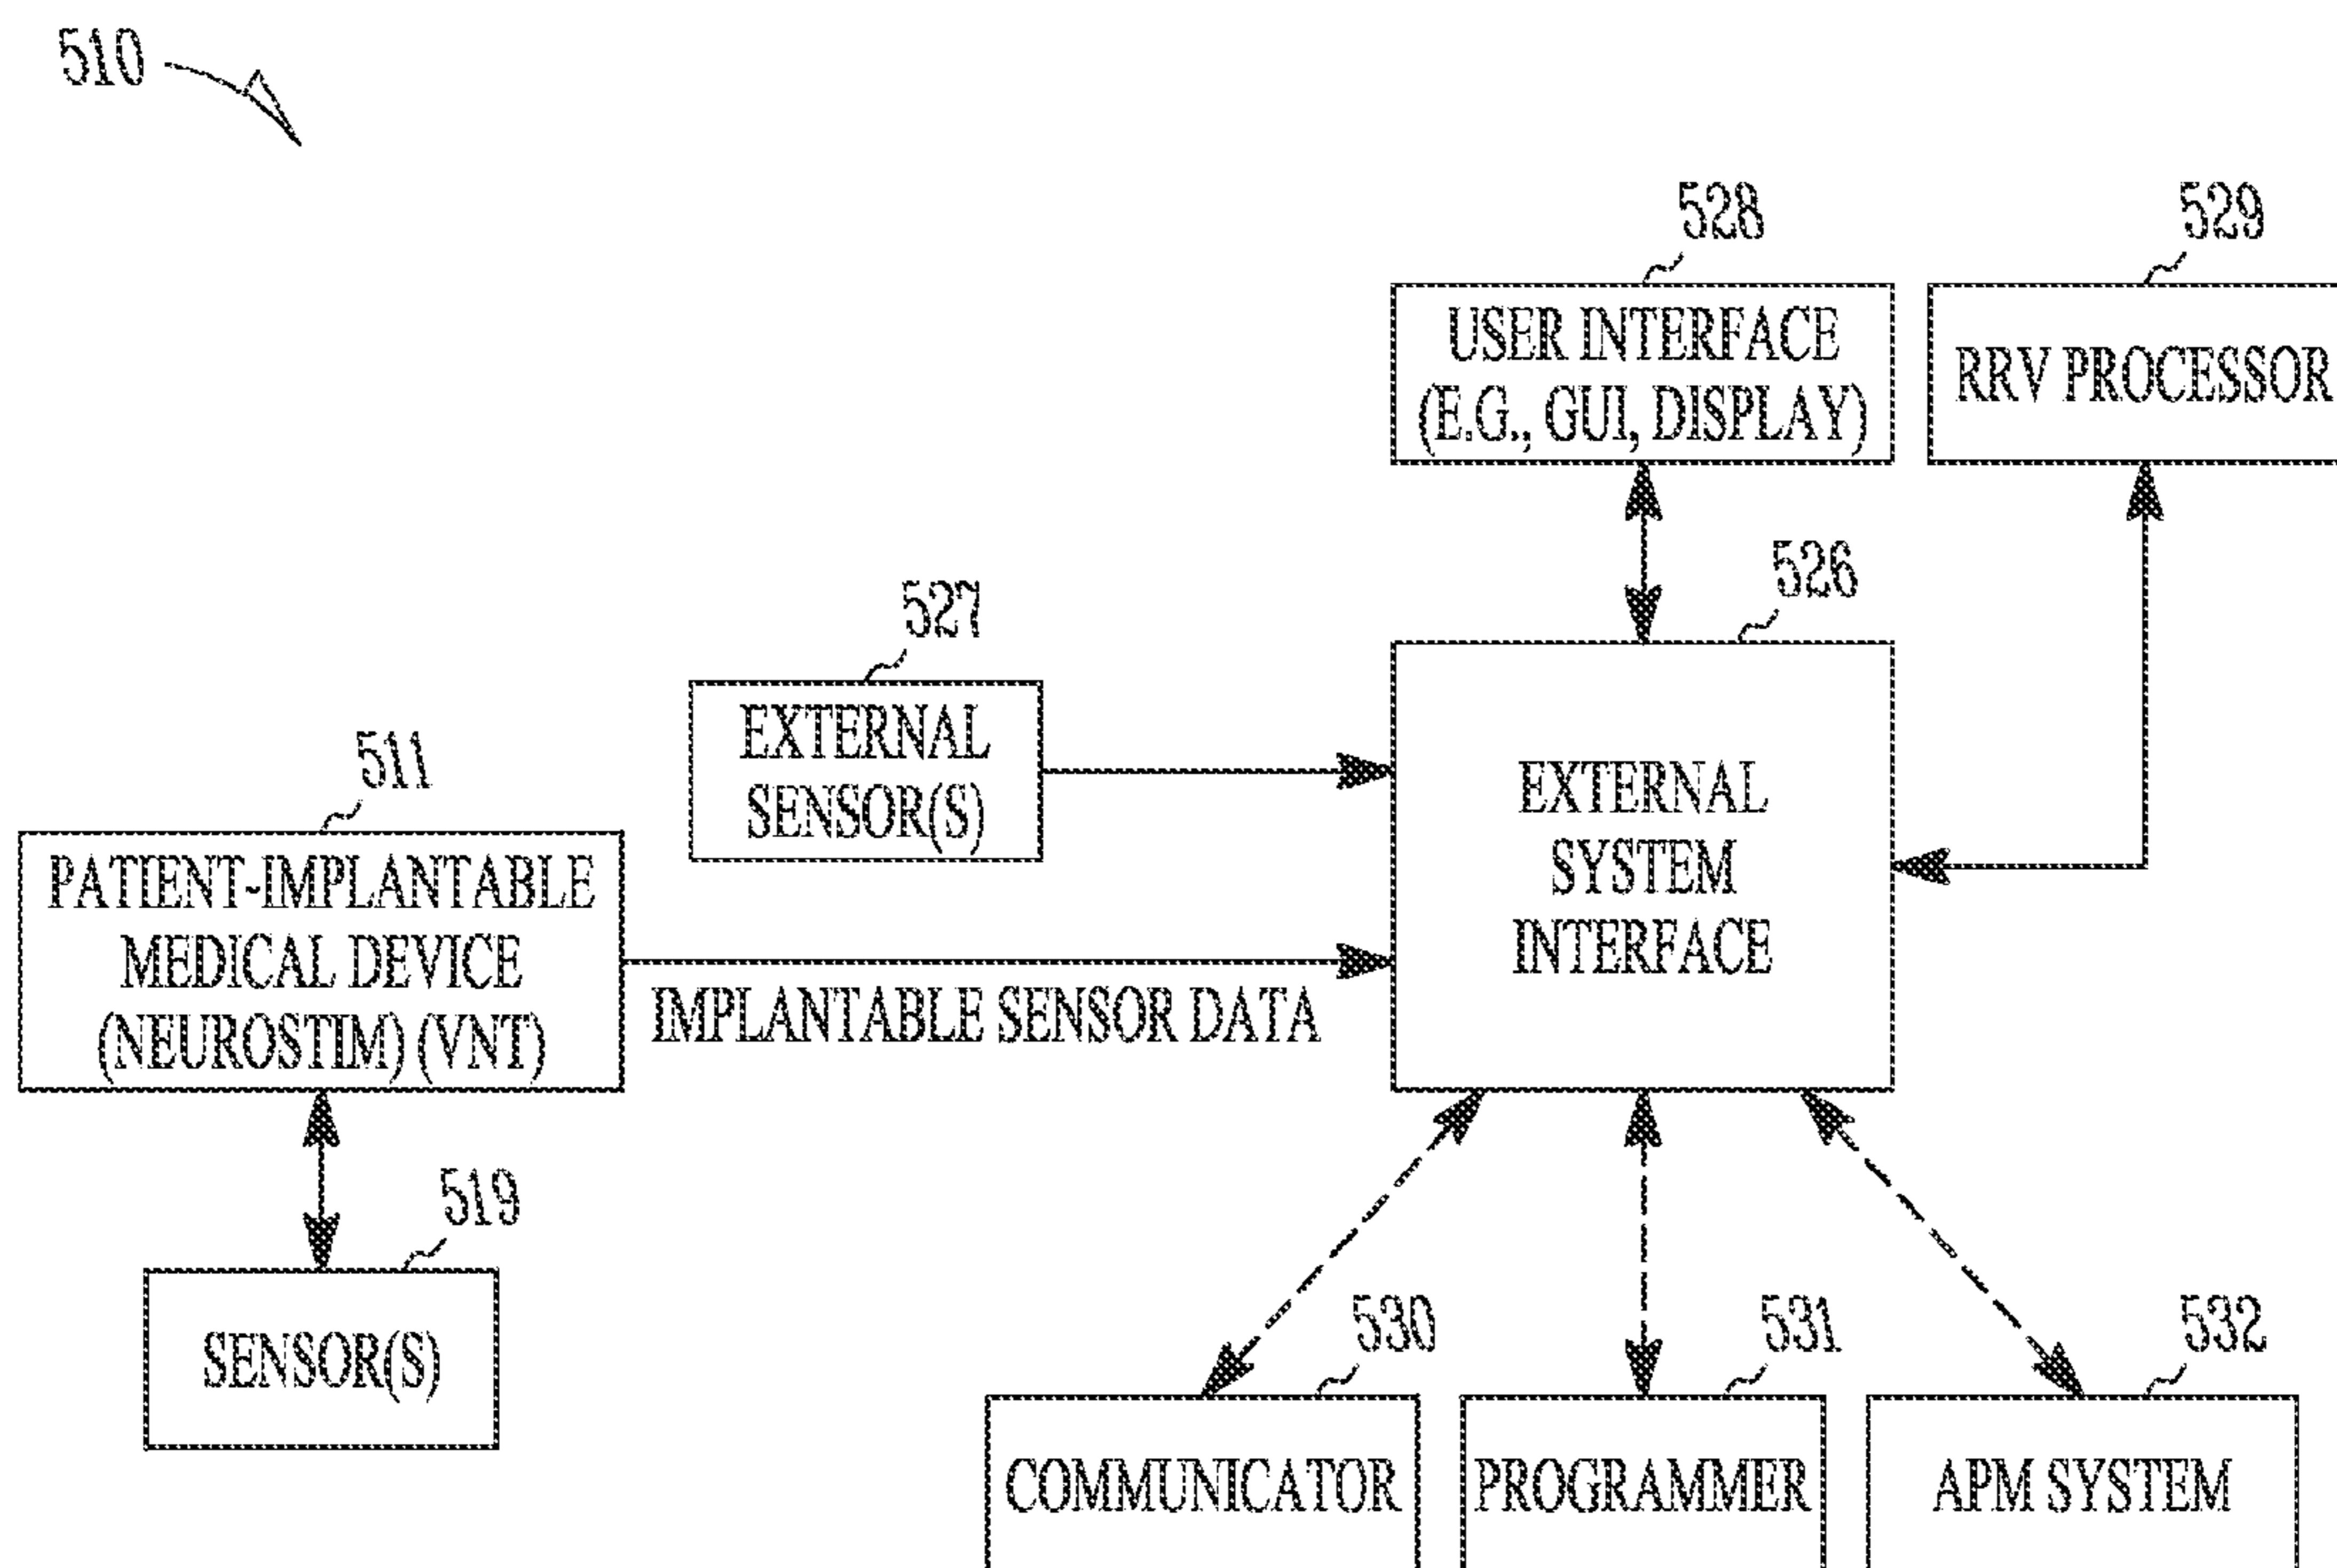 510
528
529
USER INTERFACE
(E.G., GUI, DISPLAY)
RRV PROCESSOR
526
527
EXTERNAL
SENSOR(S)
EXTERNAL
SYSTEM
INTERFACE
511
PATIENT-IMPLANTABLE
MEDICAL DEVICE
(NEUROSTIM) (VNT)
IMPLANTABLE SENSOR DATA
519
SENSOR(S)
530
531
532
COMMUNICATOR
PROGRAMMER
APM SYSTEM